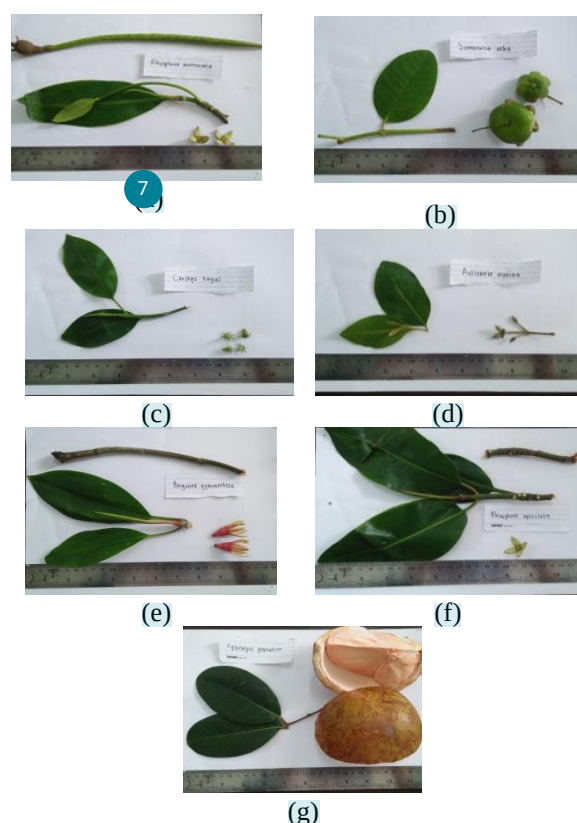 Rhizophora mucronata
Sonneratia alba
7
(b)
Ceriops tagal
Avicennia marina
(c)
(d)
Bruguiera gymnorrhiza
Rhizophora apiculata
(e)
(f)
Xylocarpus granatum
(g)